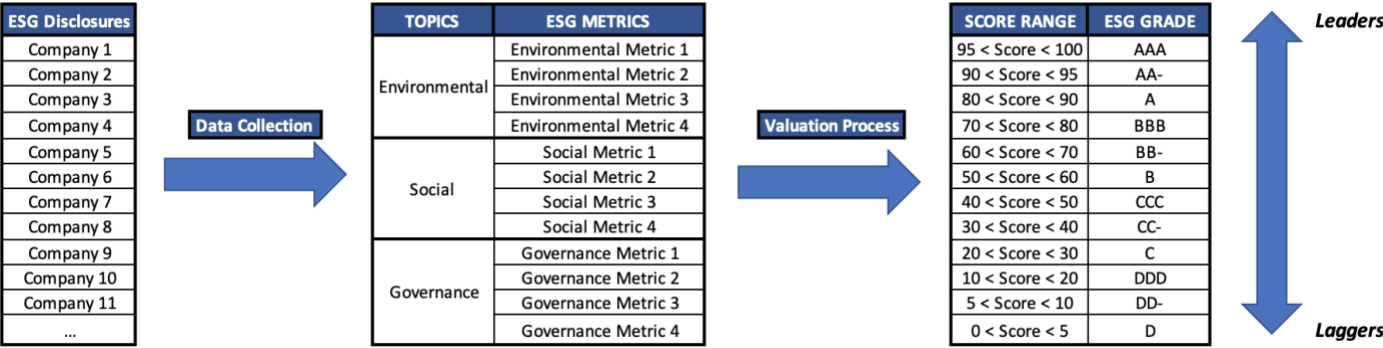 ESG Disclosures
Company 1
Company 2
Company 3
Company 4
Company 5
Company 6
Company 7
Company 8
Company 9
Company 10
Company 11
...
Data Collection
TOPICS ESG METRICS
Environmental
Environmental Metric 1
Environmental Metric 2
Environmental Metric 3
Environmental Metric 4
Social
Social Metric 1
Social Metric 2
Social Metric 3
Social Metric 4
Governance
Governance Metric 1
Governance Metric 2
Governance Metric 3
Governance Metric 4
Valuation Process
SCORE RANGE ESG GRADE
95 < Score < 100 AAA
90 < Score < 95 AA-
80 < Score < 90 A
70 < Score < 80 BBB
60 < Score < 70 BB-
50 < Score < 60 B
40 < Score < 50 CCC
30 < Score < 40 CC-
20 < Score < 30 C
10 < Score < 20 DDD
5 < Score < 10 DD-
0 < Score < 5 D
Leaders
Laggers